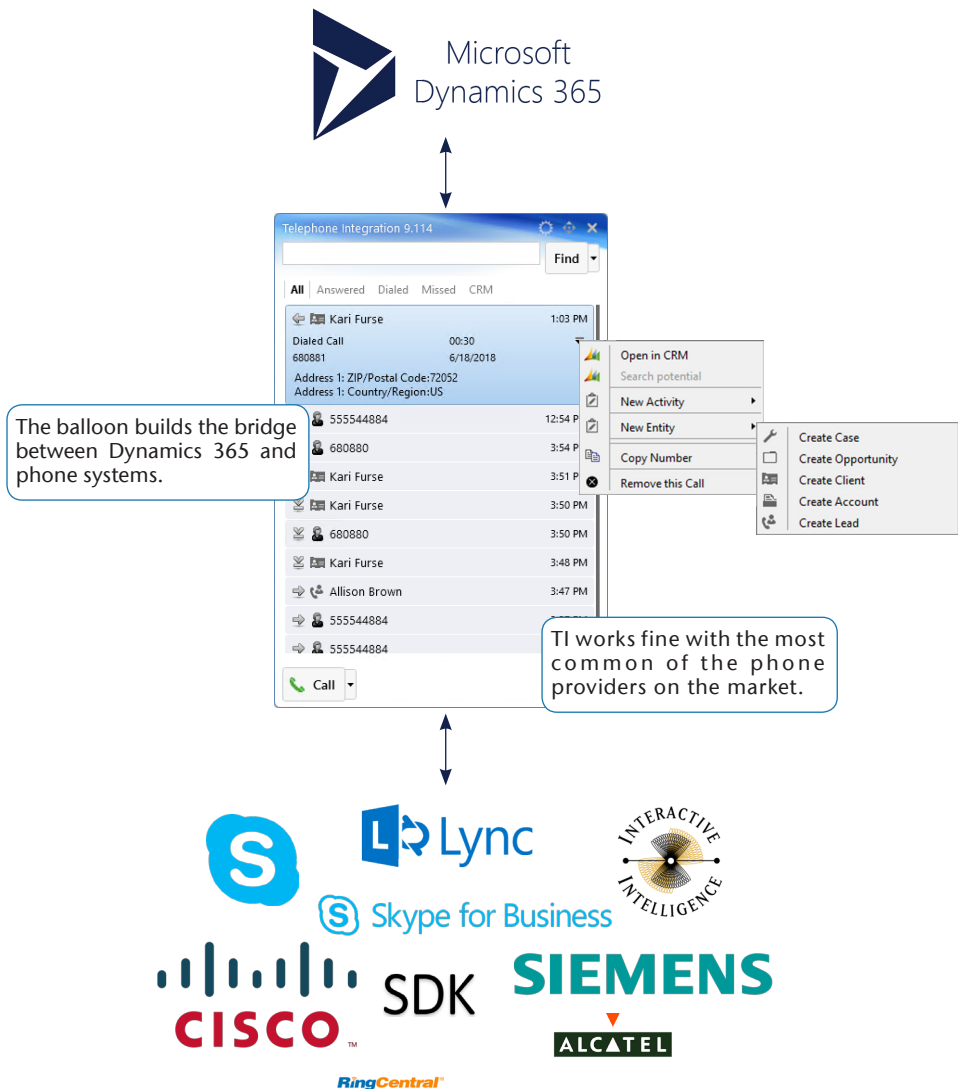 Microsoft
Dynamics 365
Telephone Integration 9.114
Find
All Answered Dialed Missed CRM
Kari Furse 1:03 PM
Dialed Call 00:30
680881 6/18/2018
Address 1: ZIP/Postal Code:72052
Address 1: Country/Region:US
Open in CRM
Search potential
New Activity
New Entity
Copy Number
Remove this Call
Create Case
Create Opportunity
Create Client
Create Account
Create Lead
The balloon builds the bridge
between Dynamics 365 and
phone systems.
555544884 12:54 P
680880 3:54 P
Kari Furse 3:51 P
Kari Furse 3:50 PM
680880 3:50 PM
Kari Furse 3:48 PM
Allison Brown 3:47 PM
555544884
555544884
TI works fine with the most
common of the phone
providers on the market.
Call
S
L Lync
INTERACTIVE
INTELLIGENCE
S Skype for Business
CISCO™
SDK
SIEMENS
ALCATEL
RingCentral®